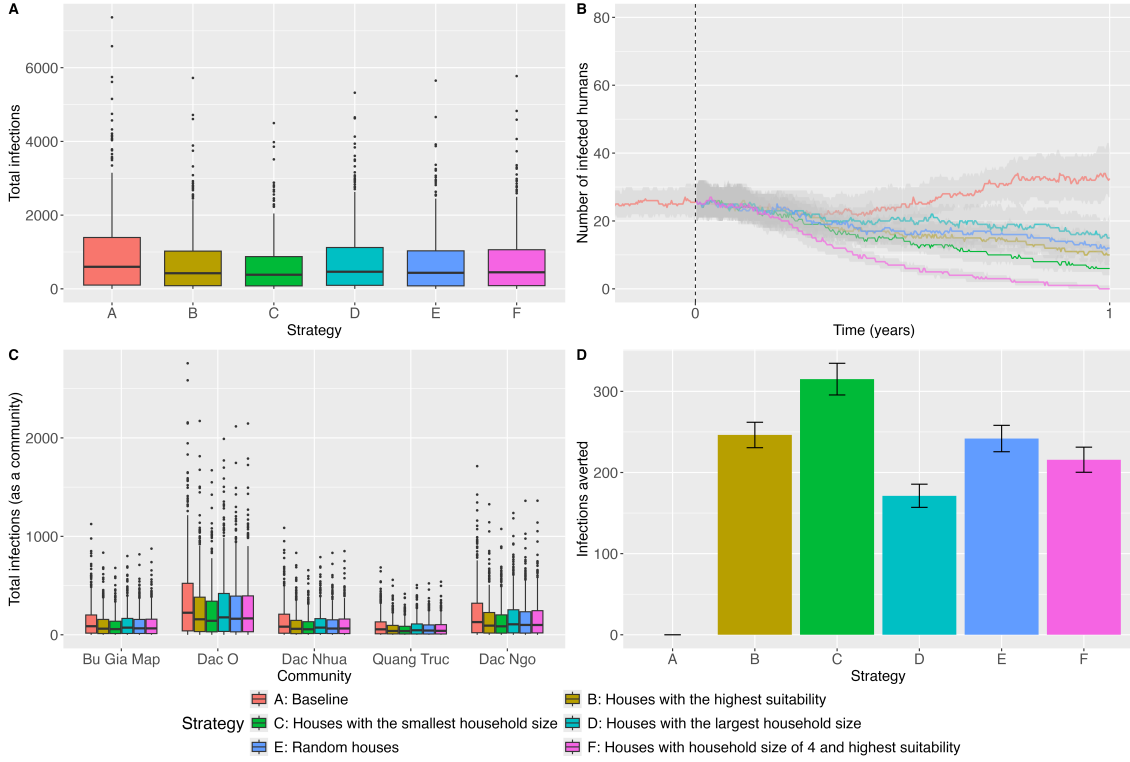 A
Total infections
6000
4000
2000
0
A B C D E F
Strategy
B
Number of infected humans
80
60
40
20
0
0 1
Time (years)
C
Total infections (as a community)
2000
1000
0
Bu Gia Map Dac O Dac Nhua Quang Truc Dac Ngo
Community
D
Infections averted
300
200
100
0
A B C D E F
Strategy
Strategy
A: Baseline
B: Houses with the highest suitability
C: Houses with the smallest household size
D: Houses with the largest household size
E: Random houses
F: Houses with household size of 4 and highest suitability